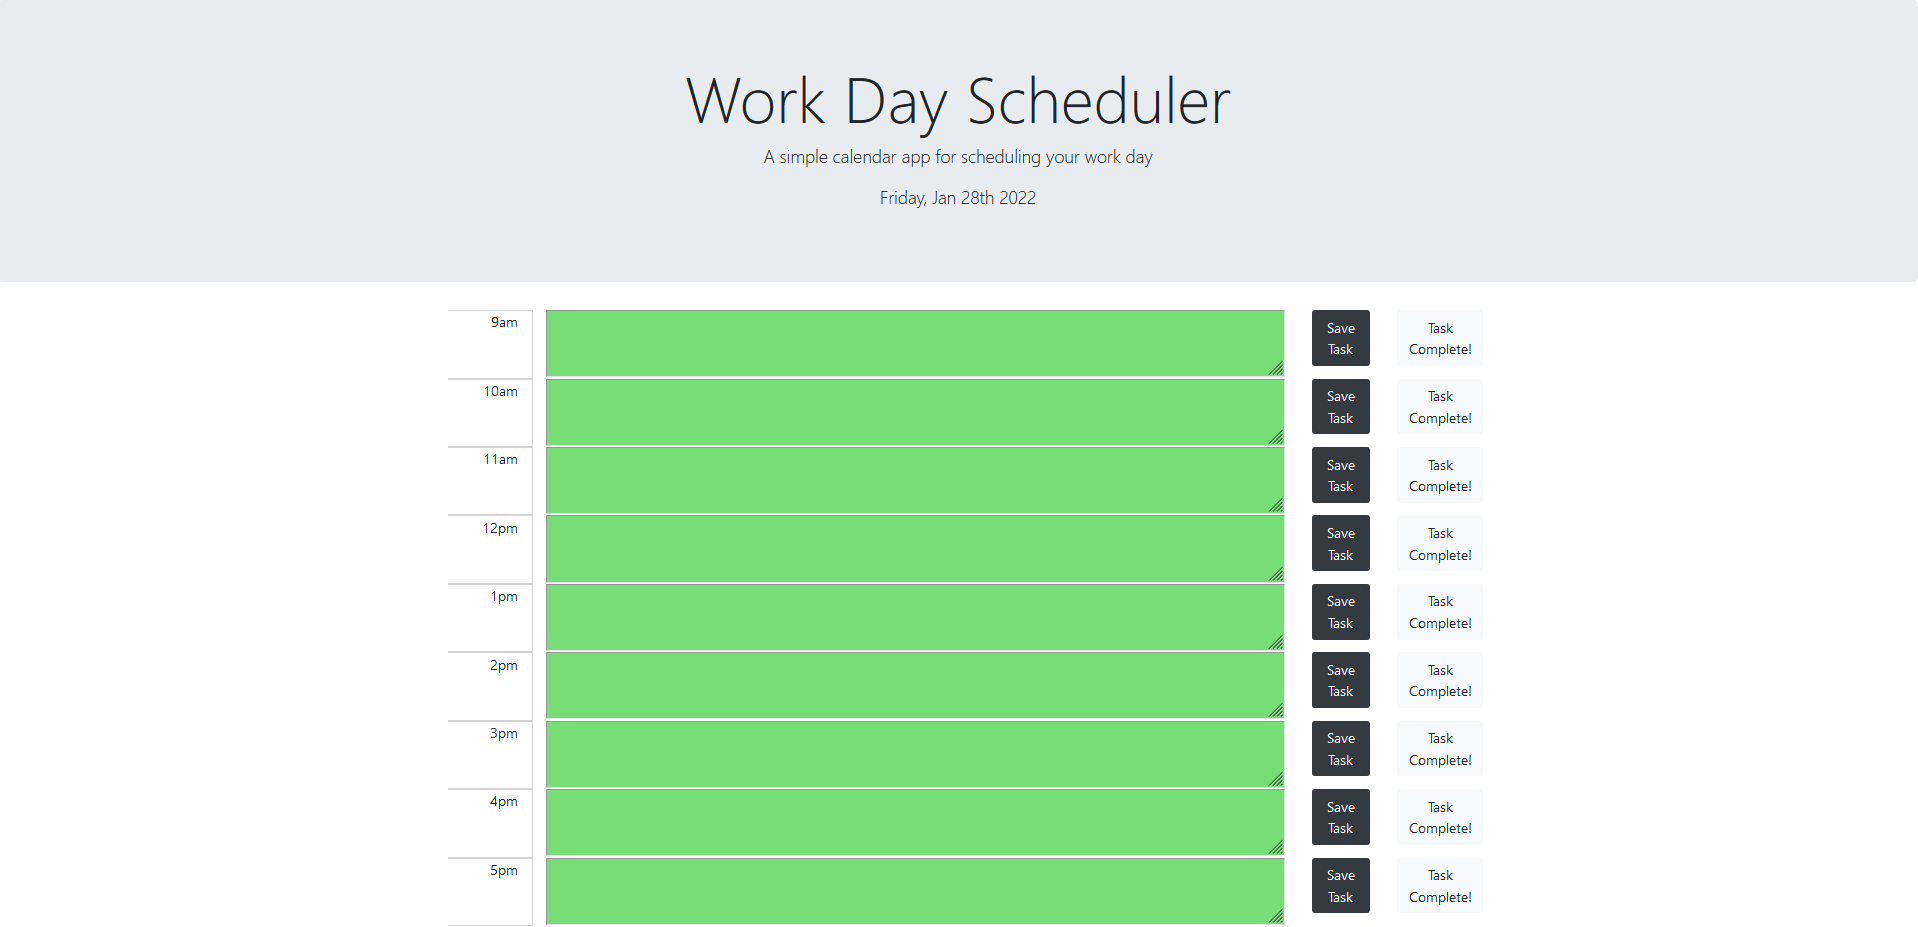 Work Day Scheduler
A simple calendar app for scheduling your work day
Friday, Jan 28th 2022
9am
Save
Task
Task
Complete!
10am
Save
Task
Task
Complete!
11am
Save
Task
Task
Complete!
12pm
Save
Task
Task
Complete!
1pm
Save
Task
Task
Complete!
2pm
Save
Task
Task
Complete!
3pm
Save
Task
Task
Complete!
4pm
Save
Task
Task
Complete!
5pm
Save
Task
Task
Complete!